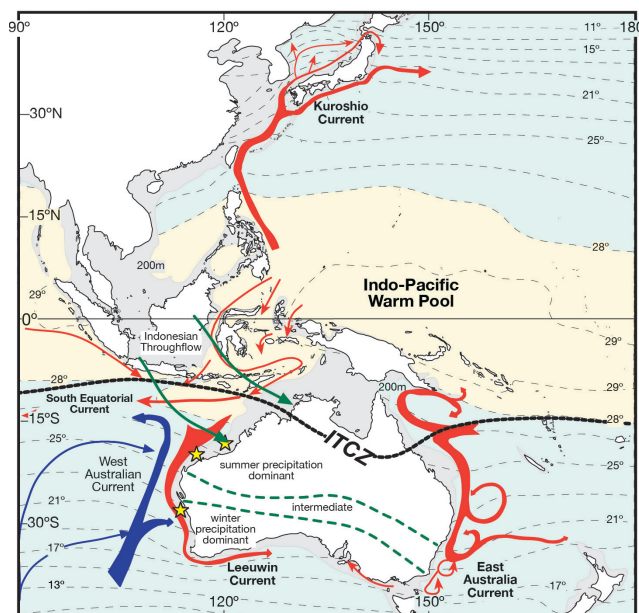 90°
120°
150°
180°
11°
15°
21°
25°
28°
Kuroshio
Current
30°N
15°N
200m
29°
Indo-Pacific
Warm Pool
0°
Indonesian
Throughflow
29°
29°
28°
South Equatorial
Current
200m
28°
15°S
ITCZ
25°
West
Australian
Current
summer precipitation
dominant
25°
21°
intermediate
21°
30°S
winter
precipitation
dominant
17°
13°
Leeuwin
Current
East
Australia
Current
17°
120°
150°